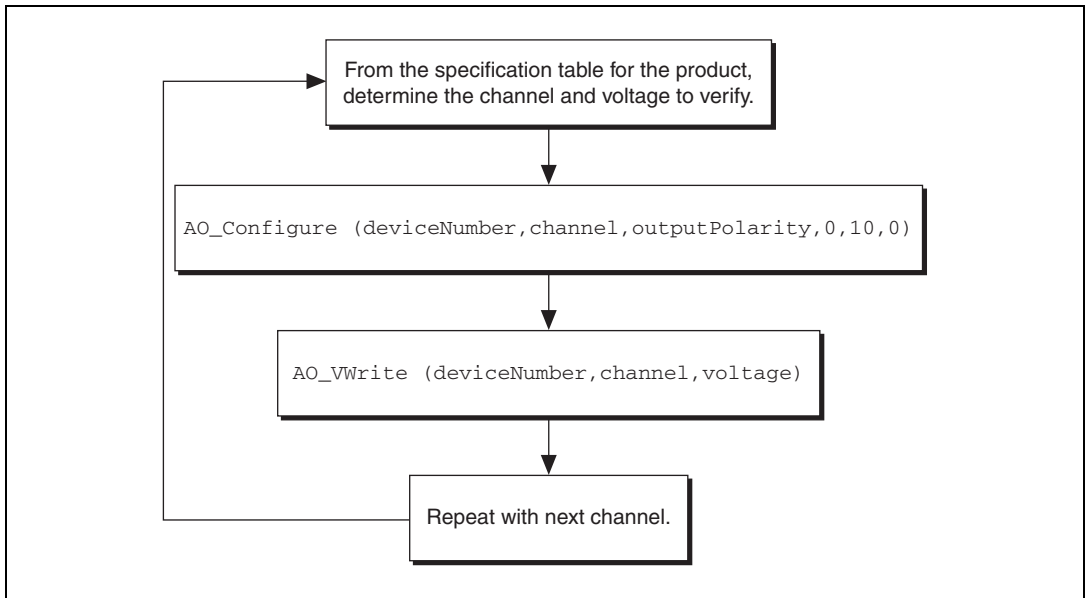 From the specification table for the product,
determine the channel and voltage to verify.
AO_Configure (deviceNumber,channel,outputPolarity,0,10,0)
AO_VWrite (deviceNumber,channel,voltage)
Repeat with next channel.